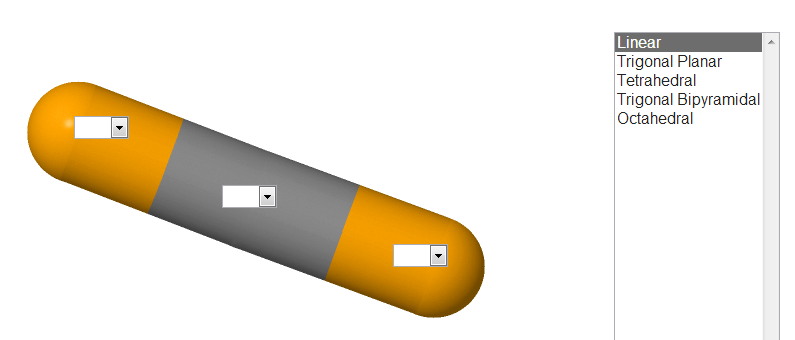 Linear
Trigonal Planar
Tetrahedral
Trigonal Bipyramidal
Octahedral